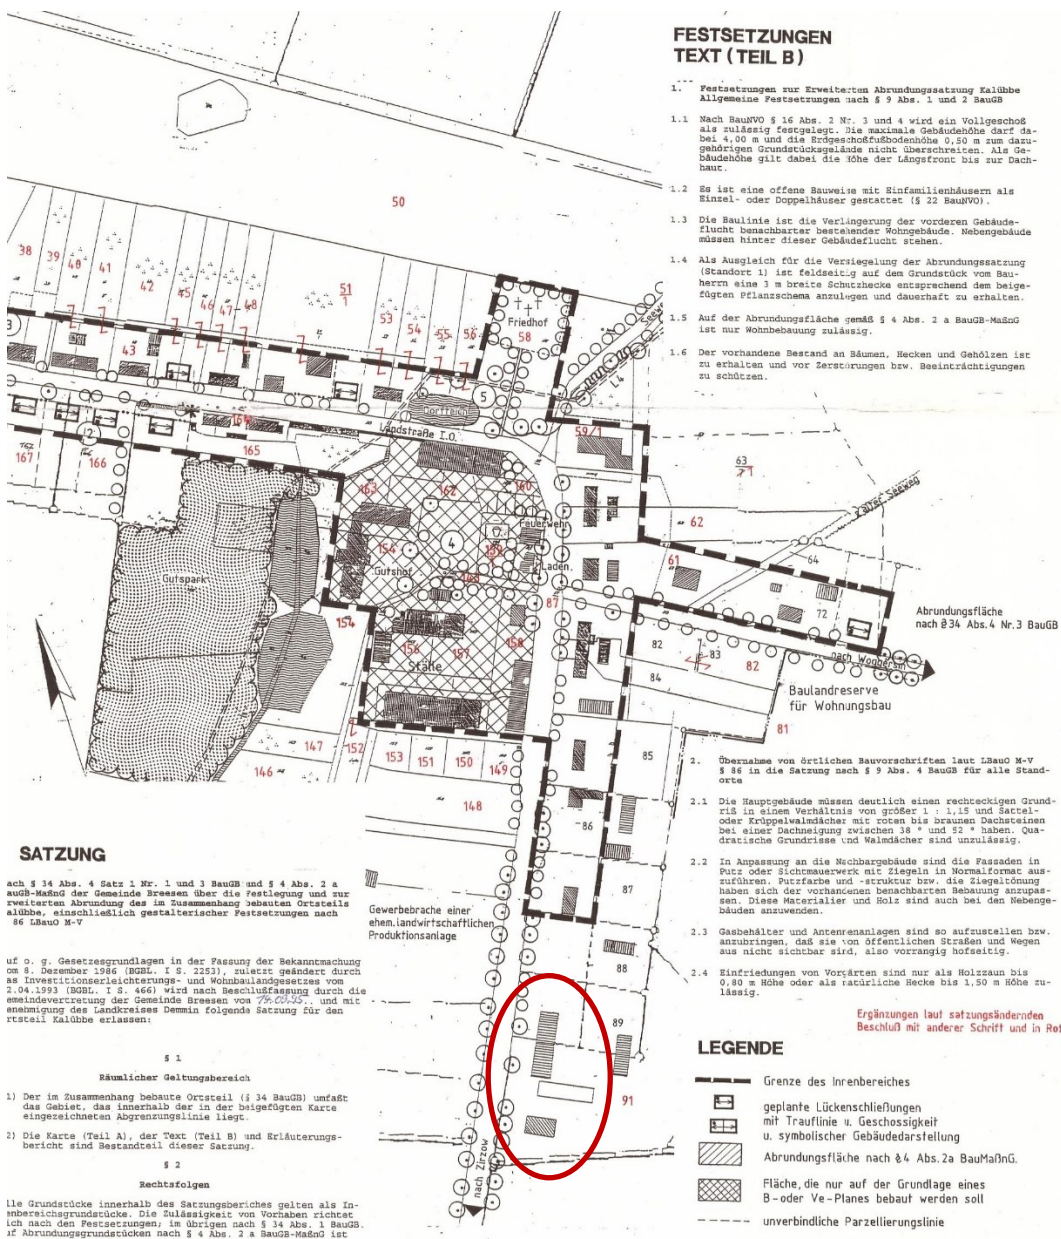 FESTSETZUNGEN
TEXT (TEIL B)
1. Festsetzungen zur Erweiterten Abrundungssatzung Kalübbe
Allgemeine Festsetzungen nach § 9 Abs. 1 und 2 BauGB
1.1 Nach BauNVO § 16 Abs. 2 Nr. 3 und 4 wird ein Vollgeschoß
als zulässig festgelegt. Die maximale Gebäudehöhe darf da-
bei 4,00 m und die Erdgeschoßfußbodenhöhe 0,50 m zum dazu-
gehörigen Grundstücksgelände nicht überschreiten. Als Ge-
bäudehöhe gilt dabei die Höhe der Längsfront bis zur Dach-
haut.
1.2 Es ist eine offene Bauweise mit Einfamilienhäusern als
Einzel- oder Doppelhäuser gestattet (§ 22 BauNVO).
1.3 Die Baulinie ist die Verlängerung der vorderen Gebäude-
flucht benachbarter bestehender Wohngebäude. Nebengebäude
müssen hinter dieser Gebäudeflucht stehen.
1.4 Als Ausgleich für die Versiegelung der Abrundungssatzung
(Standort 1) ist feldseitig auf dem Grundstück vom Bau-
herrn eine 3 m breite Schutzhecke entsprechend dem beige-
fügten Pflanzschema anzulegen und dauerhaft zu erhalten.
1.5 Auf der Abrundungsfläche gemäß § 4 Abs. 2 a BauGB-MaßnG
ist nur Wohnbebauung zulässig.
1.6 Der vorhandene Bestand an Bäumen, Hecken und Gehölzen ist
zu erhalten und vor Zerstörungen bzw. Beeinträchtigungen
zu schützen.
50
38
39
40
41
42
45
46
47
48
51
1
53
54
55
56
Friedhof
58
43
3
5
Dorfteich
Landstraße I.O.
L4
59/1
63
alter Seeweg
2
167
166
165
163
162
160
62
61
64
72
Feuerwehr
4
154
Gutshof
Laden
87
Gutspark
154
156
157
158
Ställe
82
83
82
84
nach Woggersin
Abrundungsfläche
nach § 34 Abs.4 Nr.3 BauGB
Baulandreserve
für Wohnungsbau
81
85
147
146
152
153
151
150
149
148
86
87
88
89
91
nach Zirzow
Gewerbebrache einer
ehem. landwirtschaftlichen
Produktionsanlage
2. Übernahme von örtlichen Bauvorschriften laut LBauO M-V
§ 86 in die Satzung nach § 9 Abs. 4 BauGB für alle Stand-
orte
2.1 Die Hauptgebäude müssen deutlich einen rechteckigen Grund-
riß in einem Verhältnis von größer 1 : 1,15 und Sattel-
oder Krüppelwalmdächer mit roten bis braunen Dachsteinen
bei einer Dachneigung zwischen 38 ° und 52 ° haben. Qua-
dratische Grundrisse und Walmdächer sind unzulässig.
2.2 In Anpassung an die Nachbargebäude sind die Fassaden in
Putz oder Sichtmauerwerk mit Ziegeln in Normalformat aus-
zuführen. Putzfarbe und -struktur bzw. die Ziegeltönung
haben sich der vorhandenen Bebauung anzupas-
sen. Diese Materialier und Holz sind auch bei den Nebenge-
bäuden anzuwenden.
2.3 Gasbehälter und Antennenanlagen sind so aufzustellen bzw.
anzubringen, daß sie von öffentlichen Straßen und Wegen
aus nicht sichtbar sird, also vorrangig hofseitig.
2.4 Einfriedungen von Vorgärten sind nur als Holzzaun bis
0,80 m Höhe oder als natürliche Hecke bis 1,50 m Höhe zu-
lässig.
Ergänzungen laut satzungsändernden
Beschluß mit anderer Schrift und in Rot
LEGENDE
Grenze des Innenbereiches
geplante Lückenschließungen
mit Trauflinie u. Geschossigkeit
u. symbolischer Gebäudedarstellung
Abrundungsfläche nach § 4 Abs. 2a BauMaßnG.
Fläche, die nur auf der Grundlage eines
B- oder Ve-Planes bebaut werden soll
unverbindliche Parzellierungslinie
SATZUNG
ach § 34 Abs. 4 Satz 1 Nr. 1 und 3 BauGB und § 4 Abs. 2 a
auGB-MaßnG der Gemeinde Breesen über die Festlegung und zur
rweiterten Abrundung des im Zusammenhang bebauten Ortsteils
alübbe, einschließlich gestalterischer Festsetzungen nach
86 LBauO M-V
uf o. g. Gesetzesgrundlagen in der Fassung der Bekanntmachung
om 8. Dezember 1986 (BGBL. I S. 2253), zuletzt geändert durch
as Investitionserleichterungs- und Wohnbaulandgesetzes vom
2.04.1993 (BGBL. I S. 466) wird nach Beschlußfassung durch die
emeindevertretung der Gemeinde Breesen vom .. und mit
enehmigung des Landkreises Demmin folgende Satzung für den
rtsteil Kalübbe erlassen:
§ 1
Räumlicher Geltungsbereich
1) Der im Zusammenhang bebaute Ortsteil (§ 34 BauGB) umfaßt
das Gebiet, das innerhalb der in der beigefügten Karte
eingezeichneten Abgrenzungslinie liegt.
2) Die Karte (Teil A), der Text (Teil B) und Erläuterungs-
bericht sind Bestandteil dieser Satzung.
§ 2
Rechtsfolgen
lle Grundstücke innerhalb des Satzungsberiches gelten als In-
enbereichsgrundstücke. Die Zulässigkeit von Vorhaben richtet
ich nach den Festsetzungen; im übrigen nach § 34 Abs. 1 BauGB.
uf Abrundungsgrundstücken nach § 4 Abs. 2 a BauGB-MaßnG ist